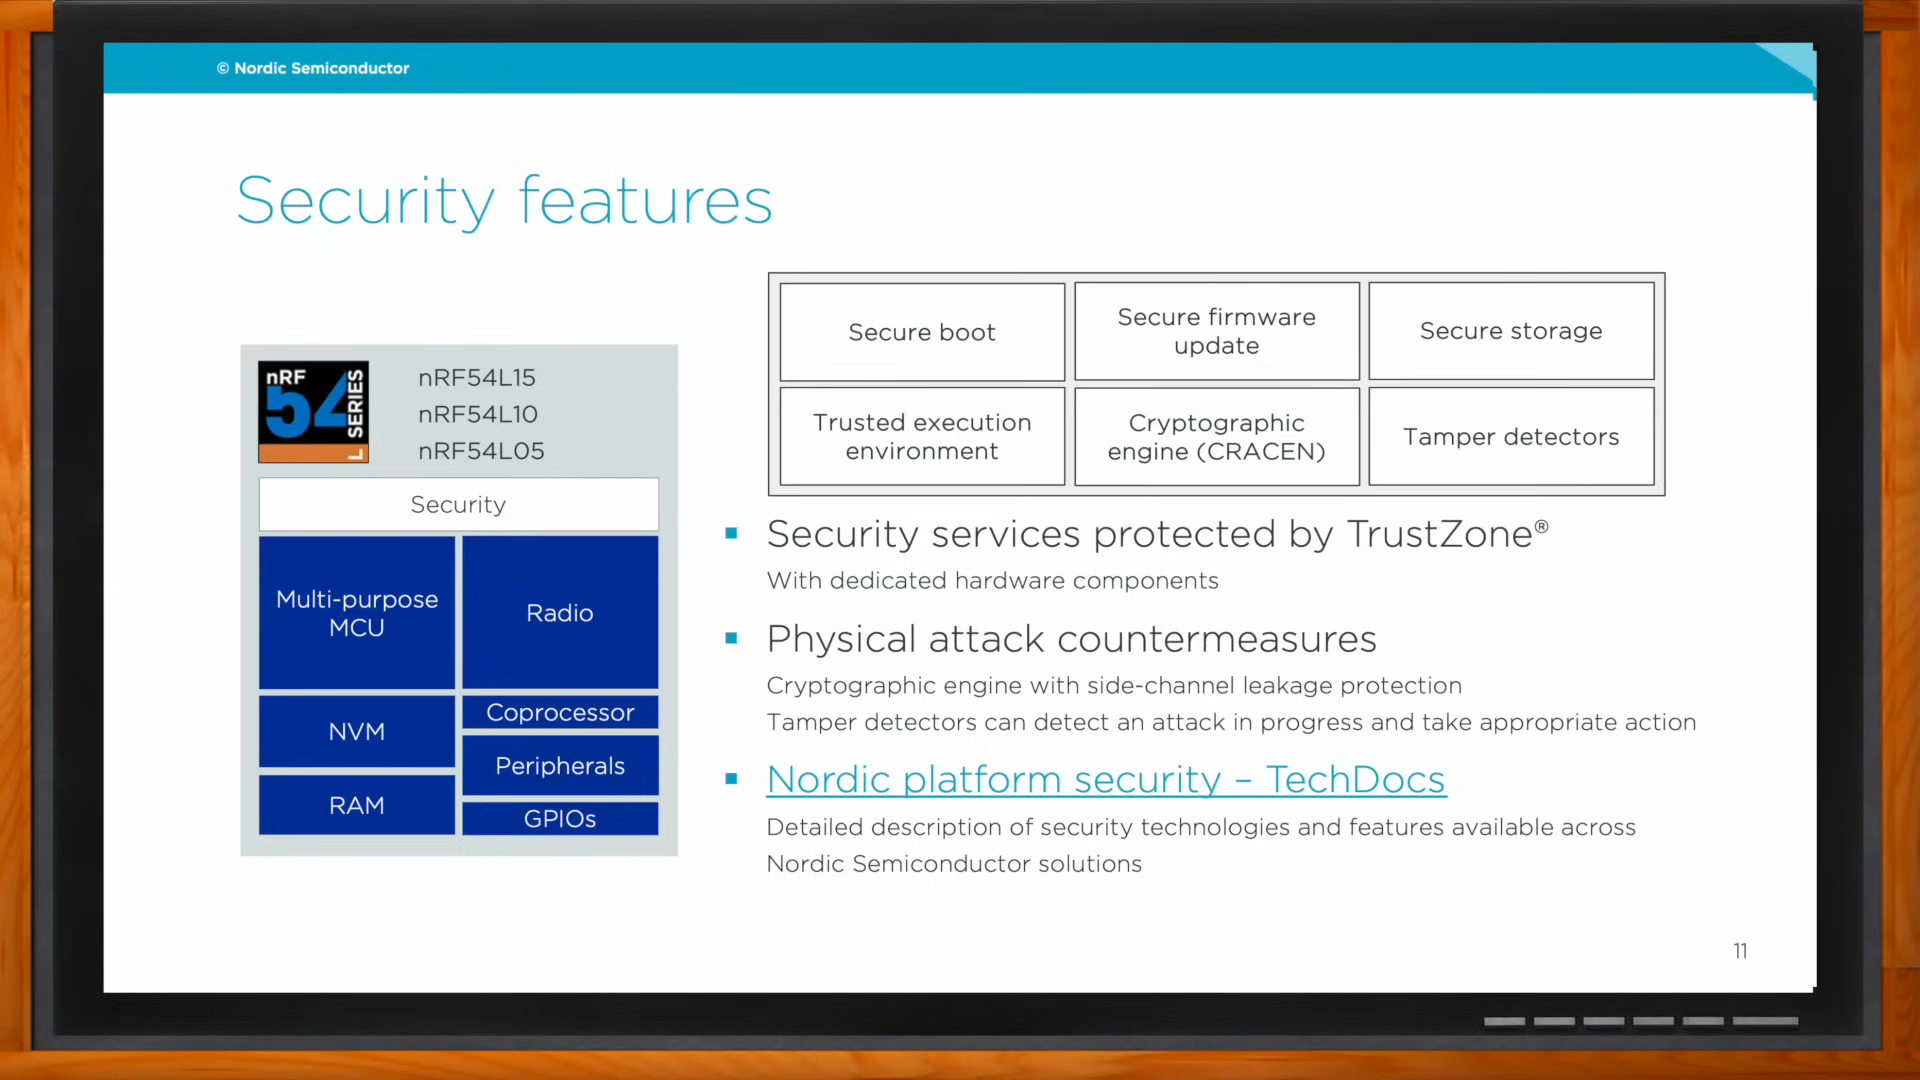 © Nordic Semiconductor
Security features
nRF
54
SERIES
L
nRF54L15
nRF54L10
nRF54L05
Security
Multi-purpose
MCU
Radio
NVM
Coprocessor
Peripherals
RAM
GPIOs
Secure boot
Secure firmware
update
Secure storage
Trusted execution
environment
Cryptographic
engine (CRACEN)
Tamper detectors
Security services protected by TrustZone®
With dedicated hardware components
Physical attack countermeasures
Cryptographic engine with side-channel leakage protection
Tamper detectors can detect an attack in progress and take appropriate action
Nordic platform security – TechDocs
Detailed description of security technologies and features available across
Nordic Semiconductor solutions
11